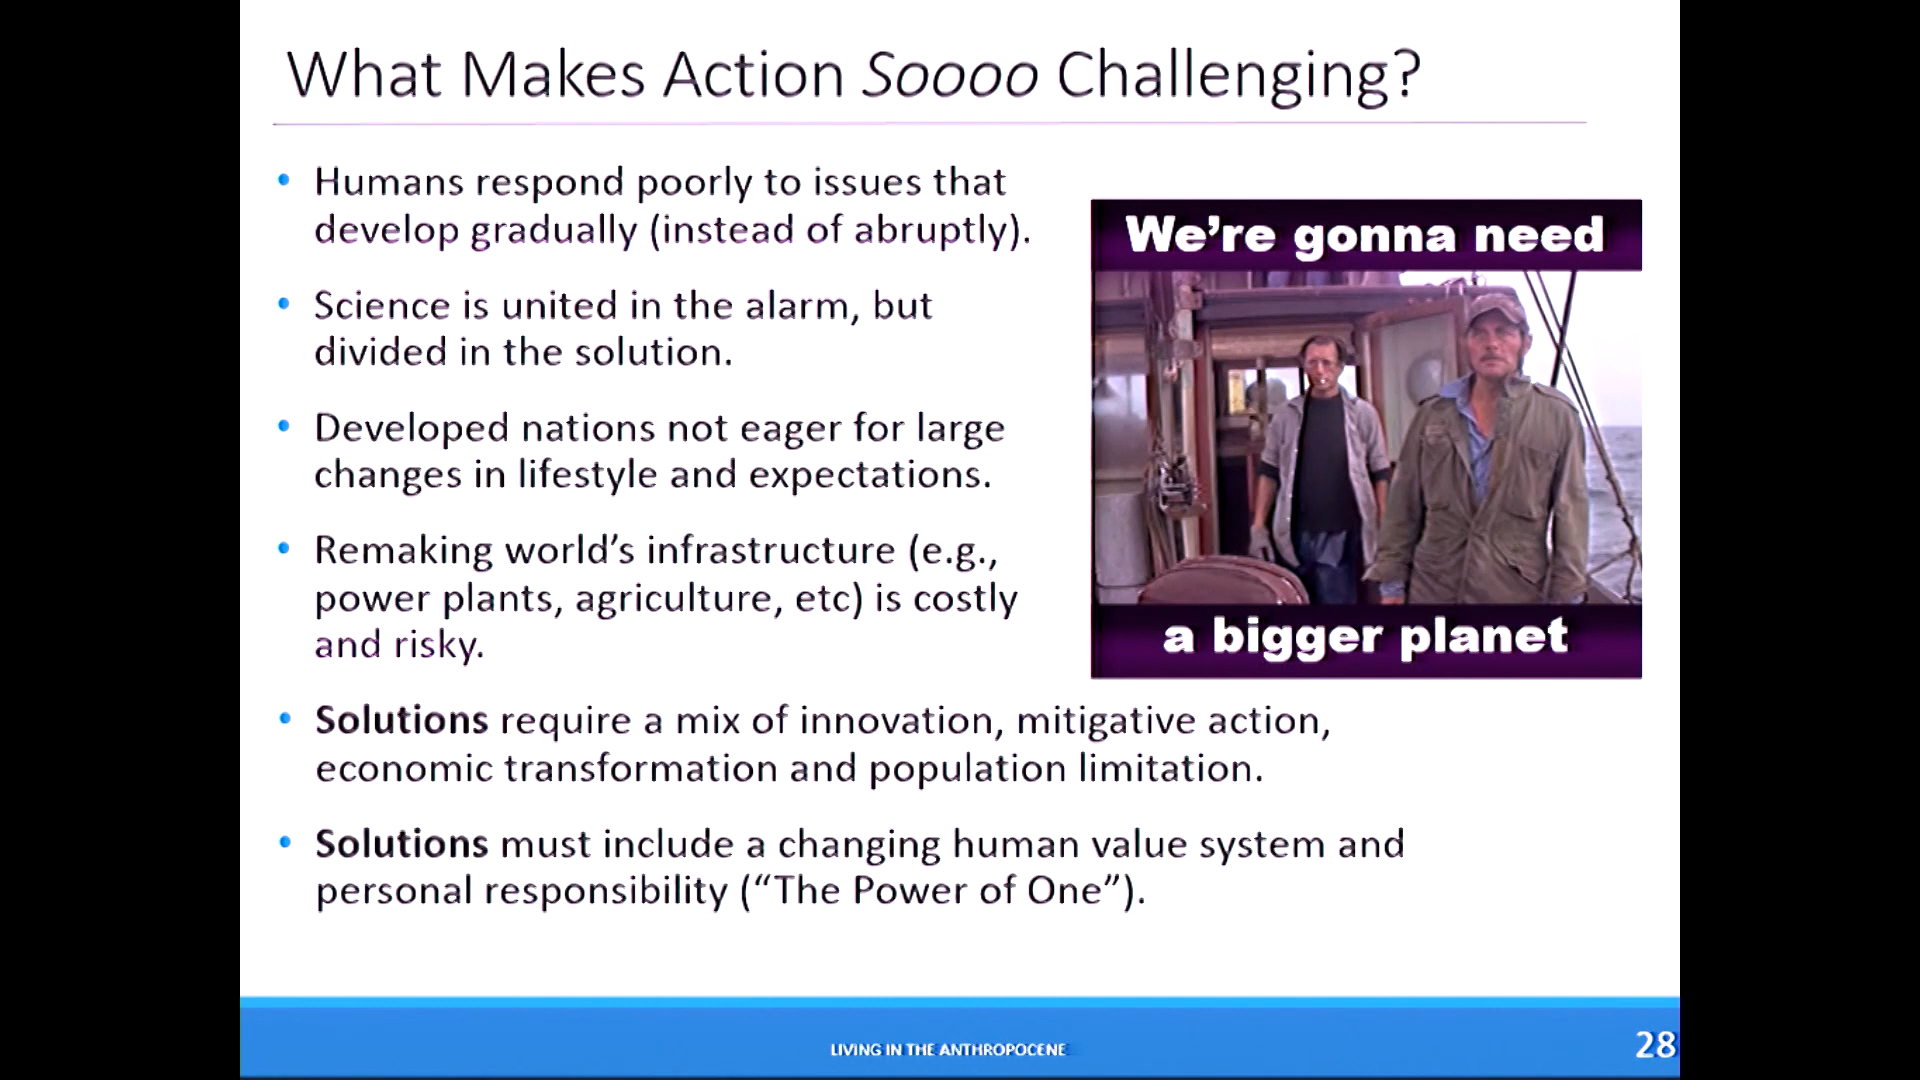 What Makes Action Soooo Challenging?
• Humans respond poorly to issues that
develop gradually (instead of abruptly).
• Science is united in the alarm, but
divided in the solution.
• Developed nations not eager for large
changes in lifestyle and expectations.
• Remaking world’s infrastructure (e.g.,
power plants, agriculture, etc) is costly
and risky.
We’re gonna need
a bigger planet
• Solutions require a mix of innovation, mitigative action,
economic transformation and population limitation.
• Solutions must include a changing human value system and
personal responsibility (“The Power of One”).
LIVING IN THE ANTHROPOCENE
28